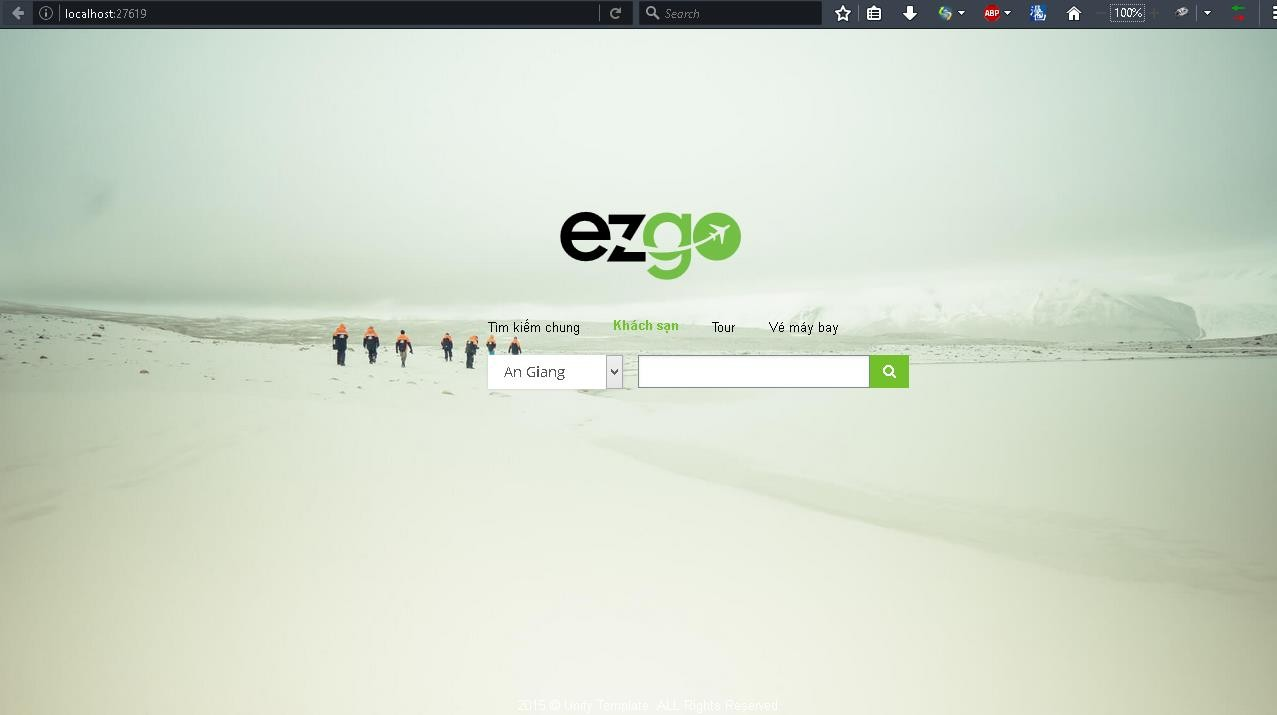 localhost:27619
Search
ABP
100%
ezgo
Tìm kiếm chung
Khách sạn
Tour
Vé máy bay
An Giang
2015 © Unify Template. ALL Rights Reserved.